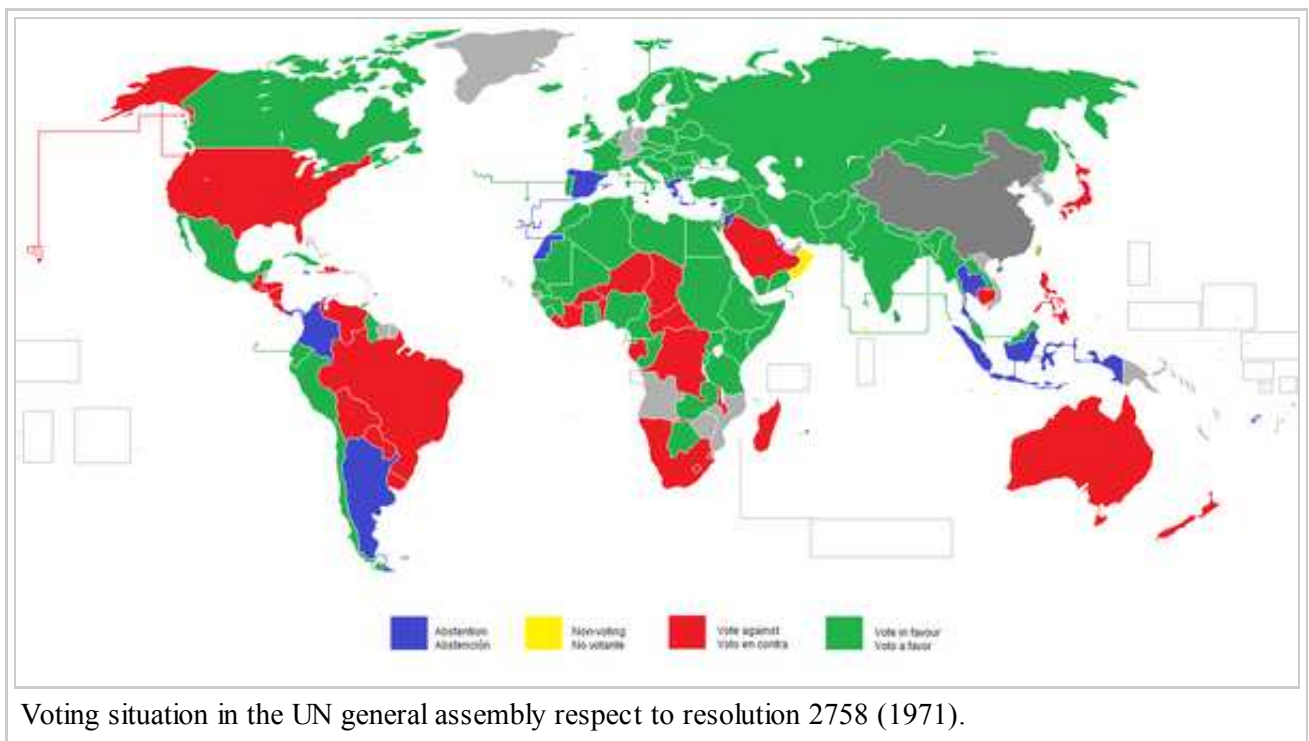 Abstention
Abstención
Non-voting
No votante
Vote against
Voto en contra
Vote in favour
Voto a favor
Voting situation in the UN general assembly respect to resolution 2758 (1971).